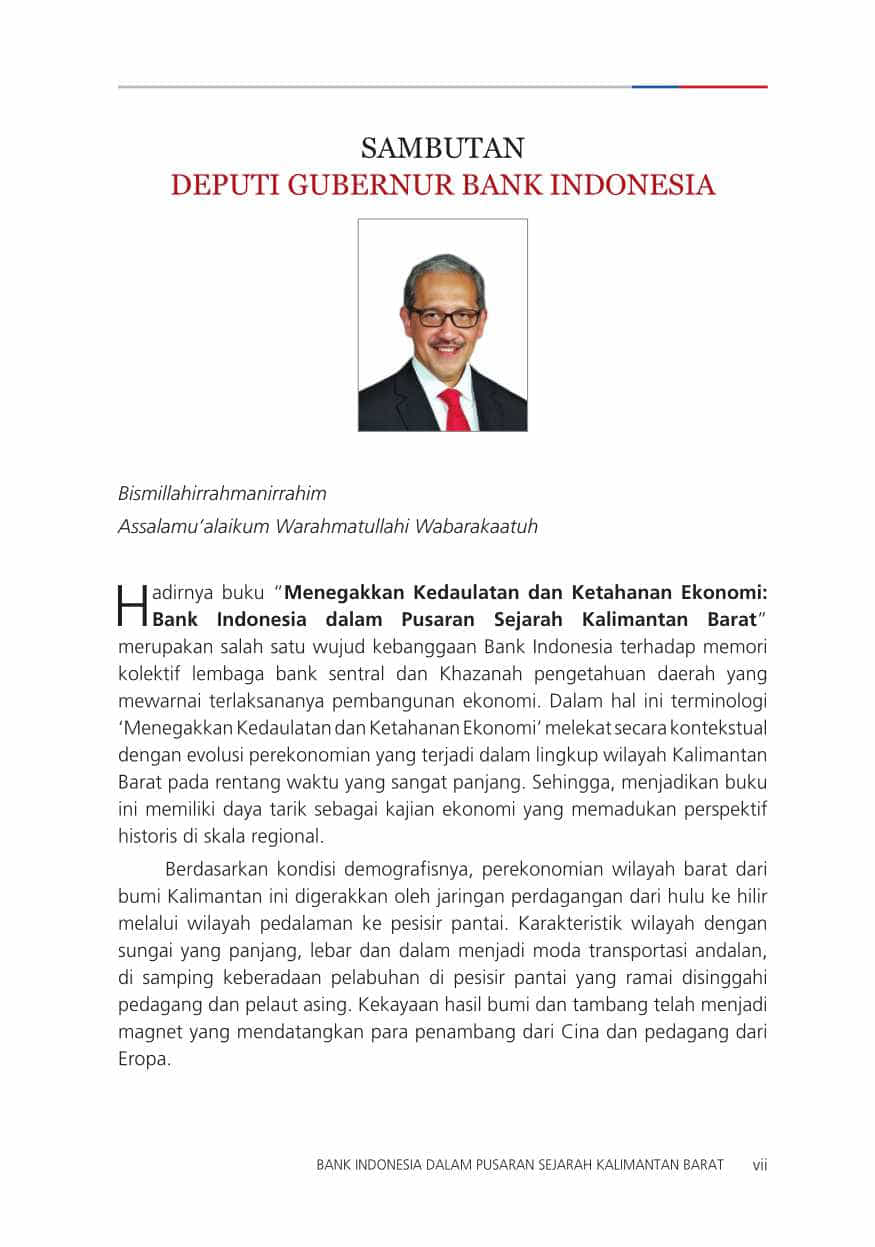 SAMBUTAN
DEPUTI GUBERNUR BANK INDONESIA
Bismillahirrahmanirrahim
Assalamu’alaikum Warahmatullahi Wabarakaatuh
Hadirnya buku “Menegakkan Kedaulatan dan Ketahanan Ekonomi:
Bank Indonesia dalam Pusaran Sejarah Kalimantan Barat”
merupakan salah satu wujud kebanggaan Bank Indonesia terhadap memori
kolektif lembaga bank sentral dan Khazanah pengetahuan daerah yang
mewarnai terlaksananya pembangunan ekonomi. Dalam hal ini terminologi
‘Menegakkan Kedaulatan dan Ketahanan Ekonomi’ melekat secara kontekstual
dengan evolusi perekonomian yang terjadi dalam lingkup wilayah Kalimantan
Barat pada rentang waktu yang sangat panjang. Sehingga, menjadikan buku
ini memiliki daya tarik sebagai kajian ekonomi yang memadukan perspektif
historis di skala regional.
Berdasarkan kondisi demografisnya, perekonomian wilayah barat dari
bumi Kalimantan ini digerakkan oleh jaringan perdagangan dari hulu ke hilir
melalui wilayah pedalaman ke pesisir pantai. Karakteristik wilayah dengan
sungai yang panjang, lebar dan dalam menjadi moda transportasi andalan,
di samping keberadaan pelabuhan di pesisir pantai yang ramai disinggahi
pedagang dan pelaut asing. Kekayaan hasil bumi dan tambang telah menjadi
magnet yang mendatangkan para penambang dari Cina dan pedagang dari
Eropa.
BANK INDONESIA DALAM PUSARAN SEJARAH KALIMANTAN BARAT vii